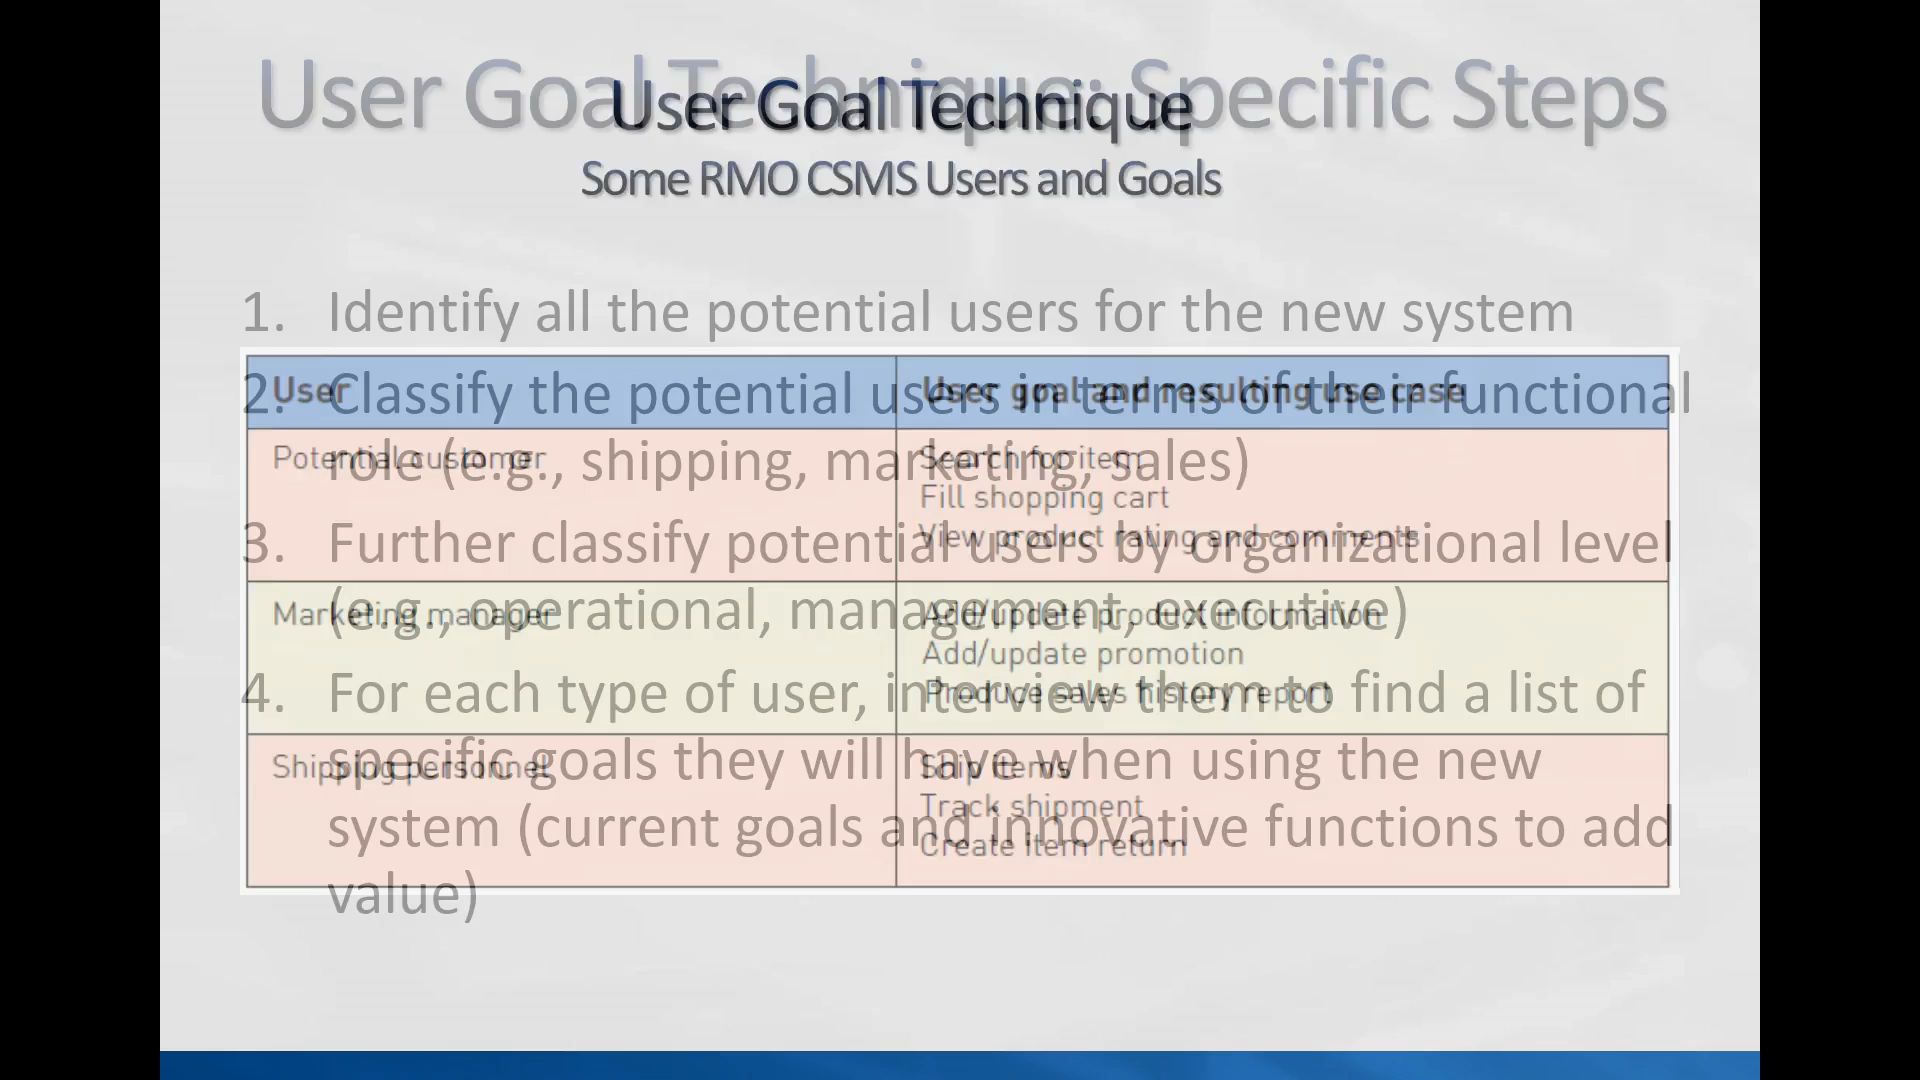 User Goal Technique: Specific Steps
1. Identify all the potential users for the new system
2. Classify the potential users in terms of their functional
role (e.g., shipping, marketing, sales)
3. Further classify potential users by organizational level
(e.g., operational, management, executive)
4. For each type of user, interview them to find a list of
specific goals they will have when using the new
system (current goals and innovative functions to add
value)
User Goal Technique
Some RMO CSMS Users and Goals
User
User goal and resulting use case
Potential customer
Search for item
Fill shopping cart
View product rating and comments
Marketing manager
Add/update product information
Add/update promotion
Produce sales history report
Shipping personnel
Ship items
Track shipment
Create item return